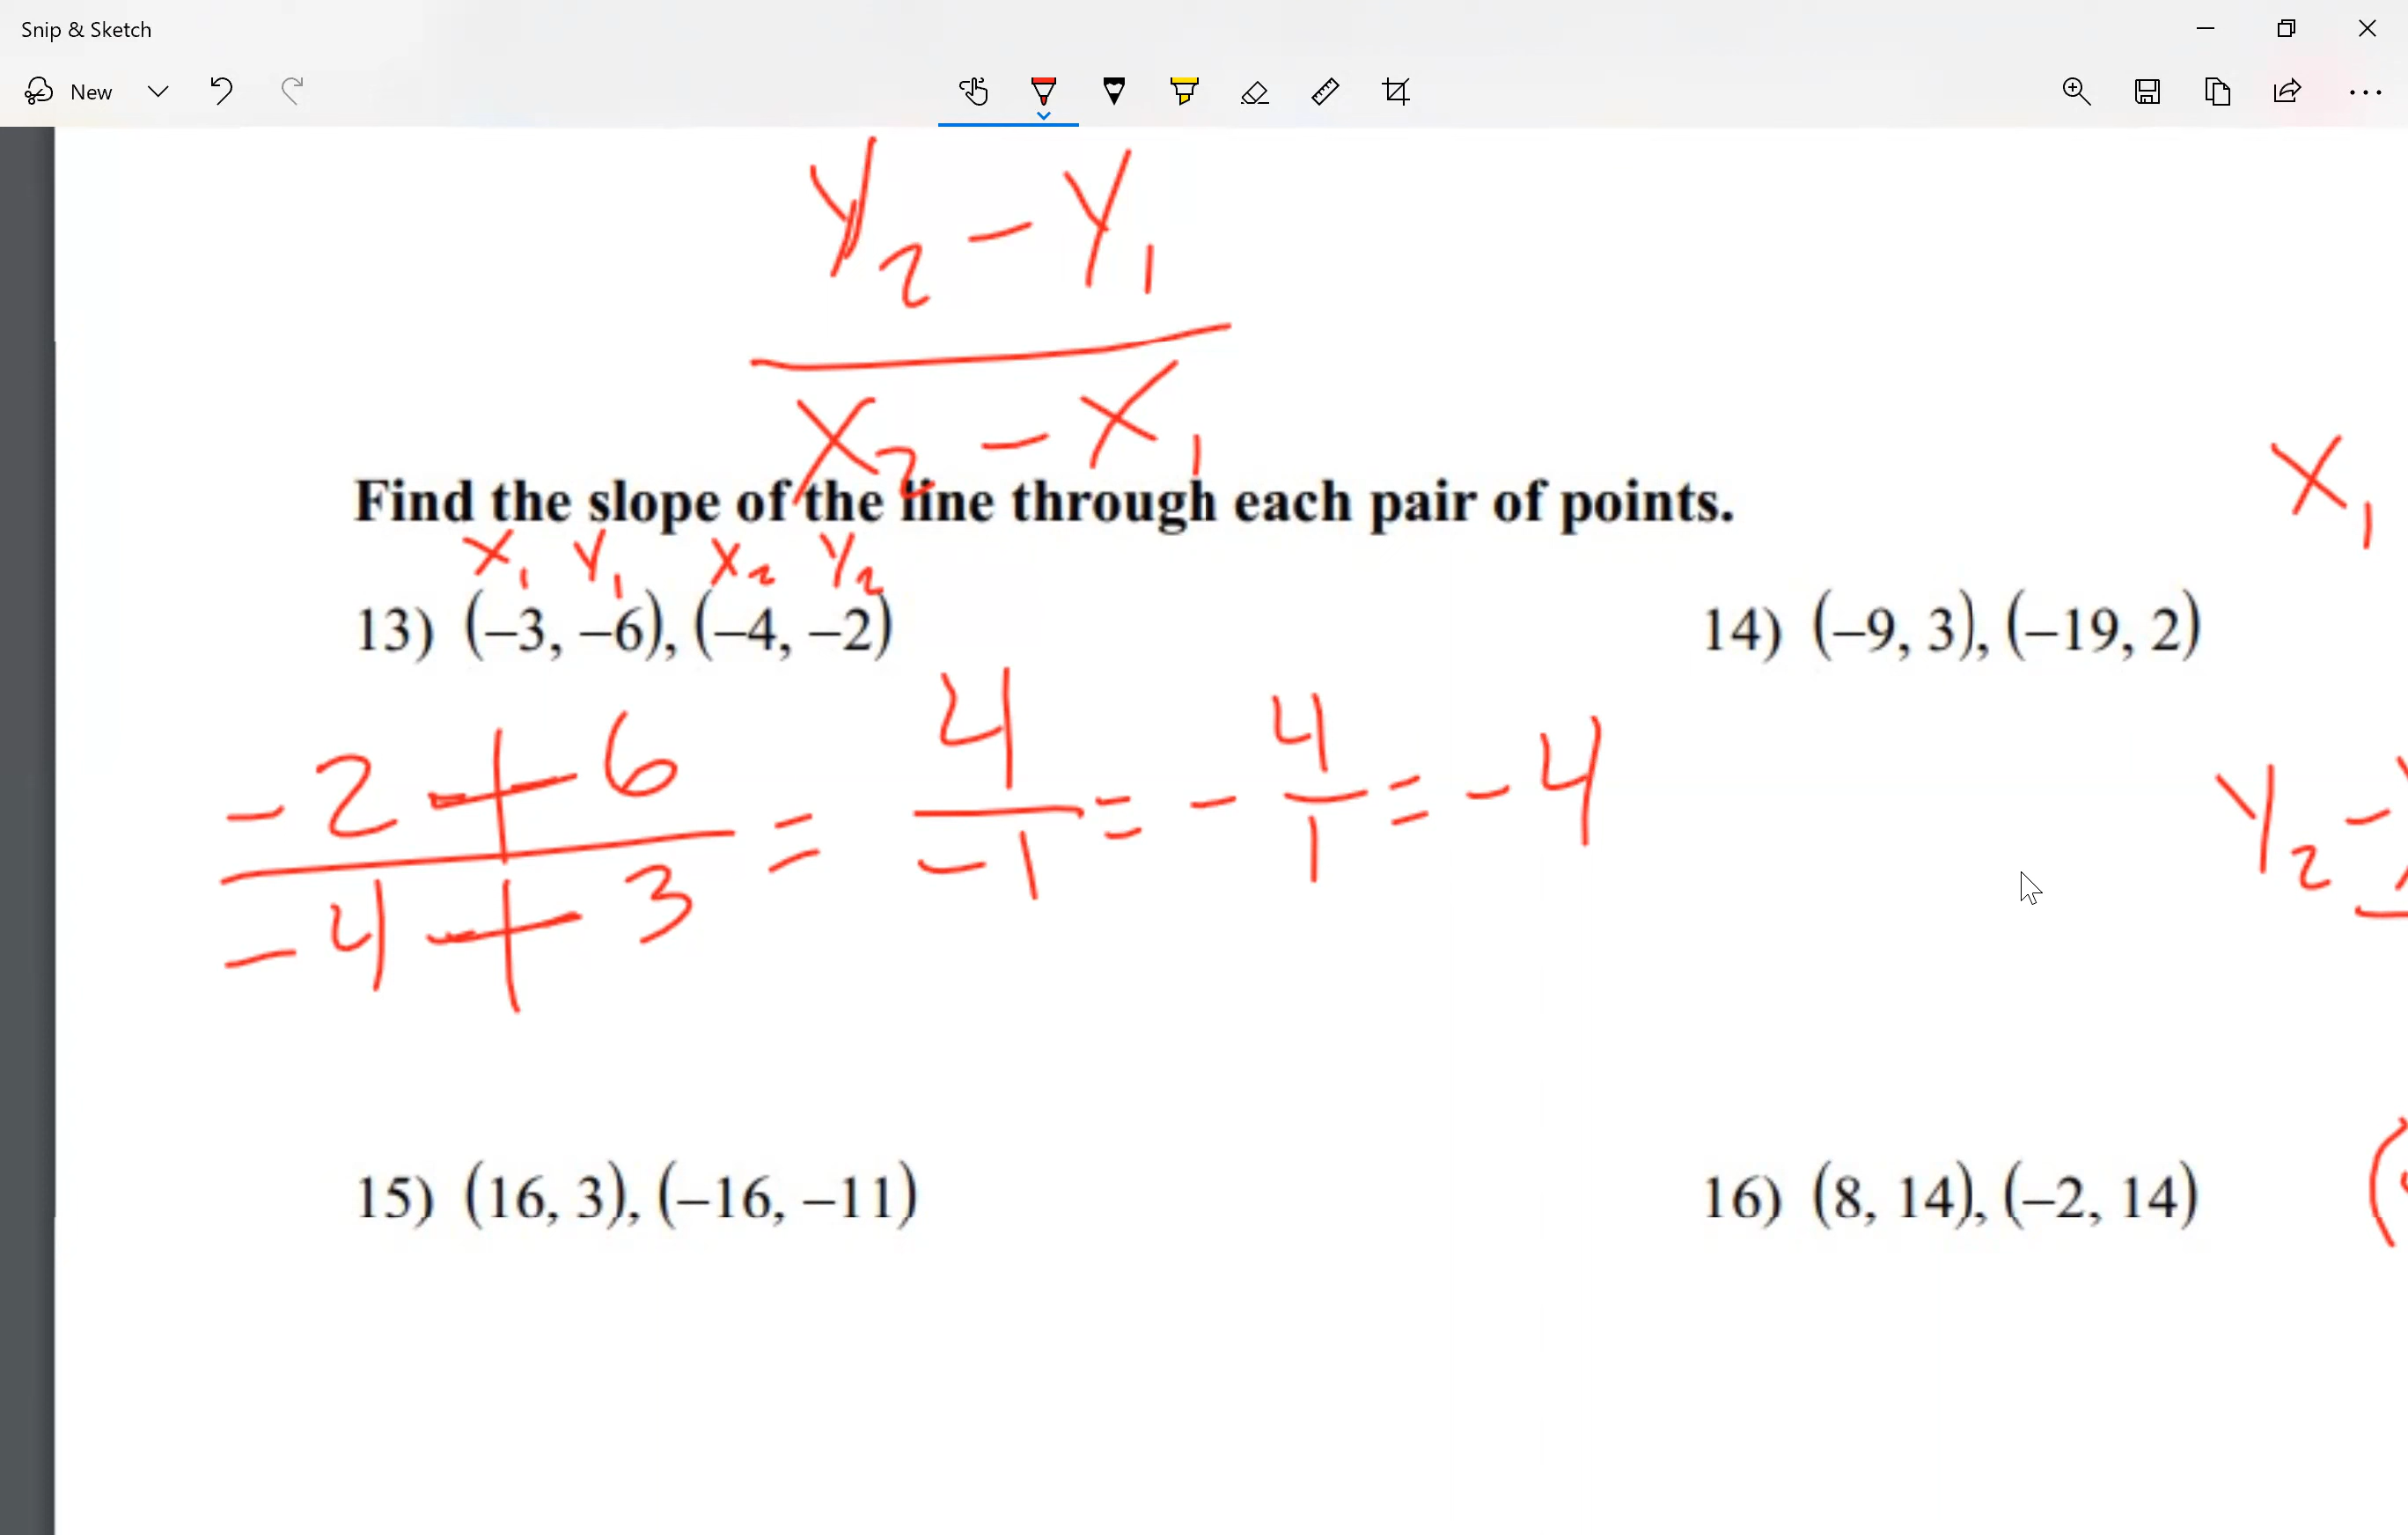 Snip & Sketch
New
Y₂ - Y₁
X₂ - X₁
X₁
Find the slope of the line through each pair of points.
X₁ Y₁ X₂ Y₂
13) (–3, –6), (–4, –2)
14) (–9, 3), (–19, 2)
-2 + 6 = 4 = - 4 = -4
-4 + 3 -1 1
Y₂ -
15) (16, 3), (–16, –11)
16) (8, 14), (–2, 14)
(